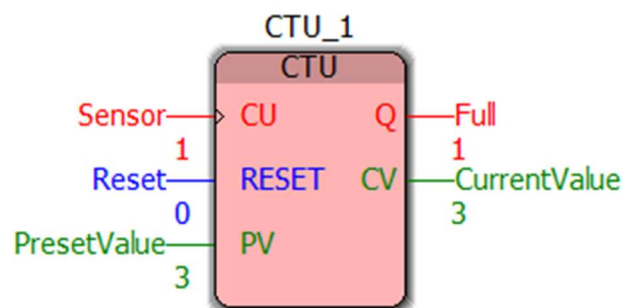 CTU_1
CTU
Sensor CU Q Full
1 1
Reset RESET CV CurrentValue
0 3
PresetValue PV
3